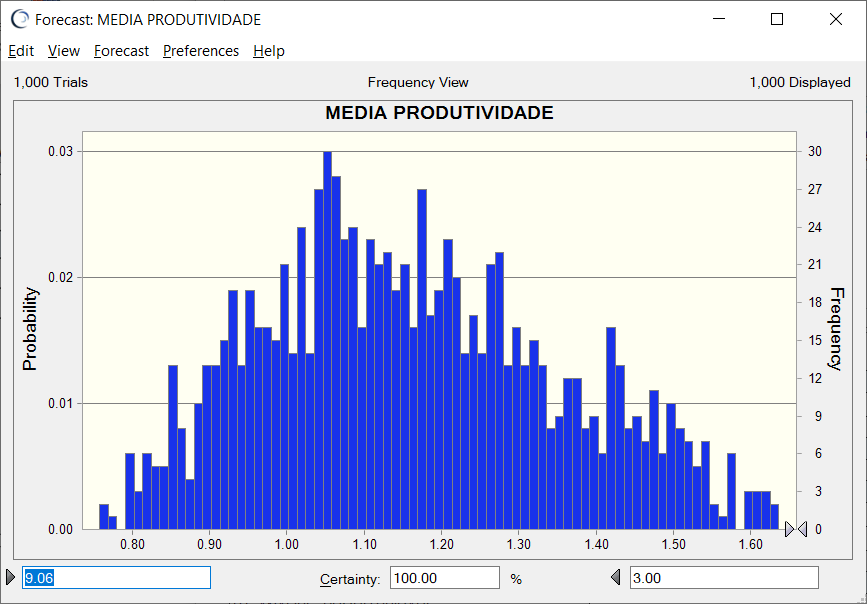 Forecast: MEDIA PRODUTIVIDADE
Edit View Forecast Preferences Help
1,000 Trials Frequency View 1,000 Displayed
MEDIA PRODUTIVIDADE
0.03 30
27
24
0.02 21
18
Probability Frequency
15
12
0.01 9
6
3
0.00 0
0.80 0.90 1.00 1.10 1.20 1.30 1.40 1.50 1.60
9.06 Certainty: 100.00 % 3.00